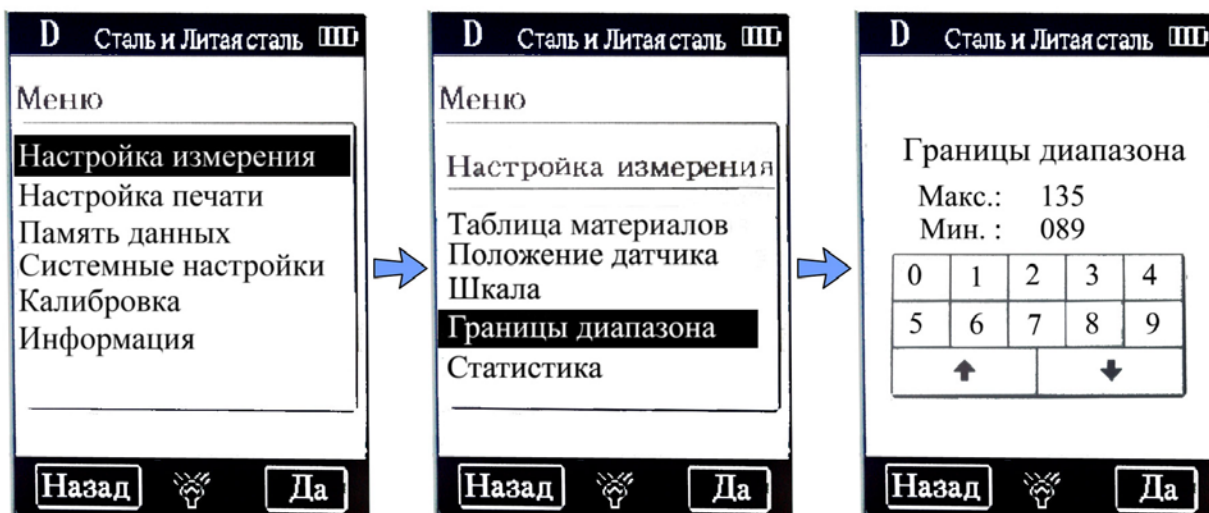 D Сталь и Литая сталь
Меню
Настройка измерения
Настройка печати
Память данных
Системные настройки
Калибровка
Информация
Назад Да
D Сталь и Литая сталь
Меню
Настройка измерения
Таблица материалов
Положение датчика
Шкала
Границы диапазона
Статистика
Назад Да
D Сталь и Литая сталь
Границы диапазона
Макс.: 135
Мин. : 089
0 1 2 3 4
5 6 7 8 9
Назад Да